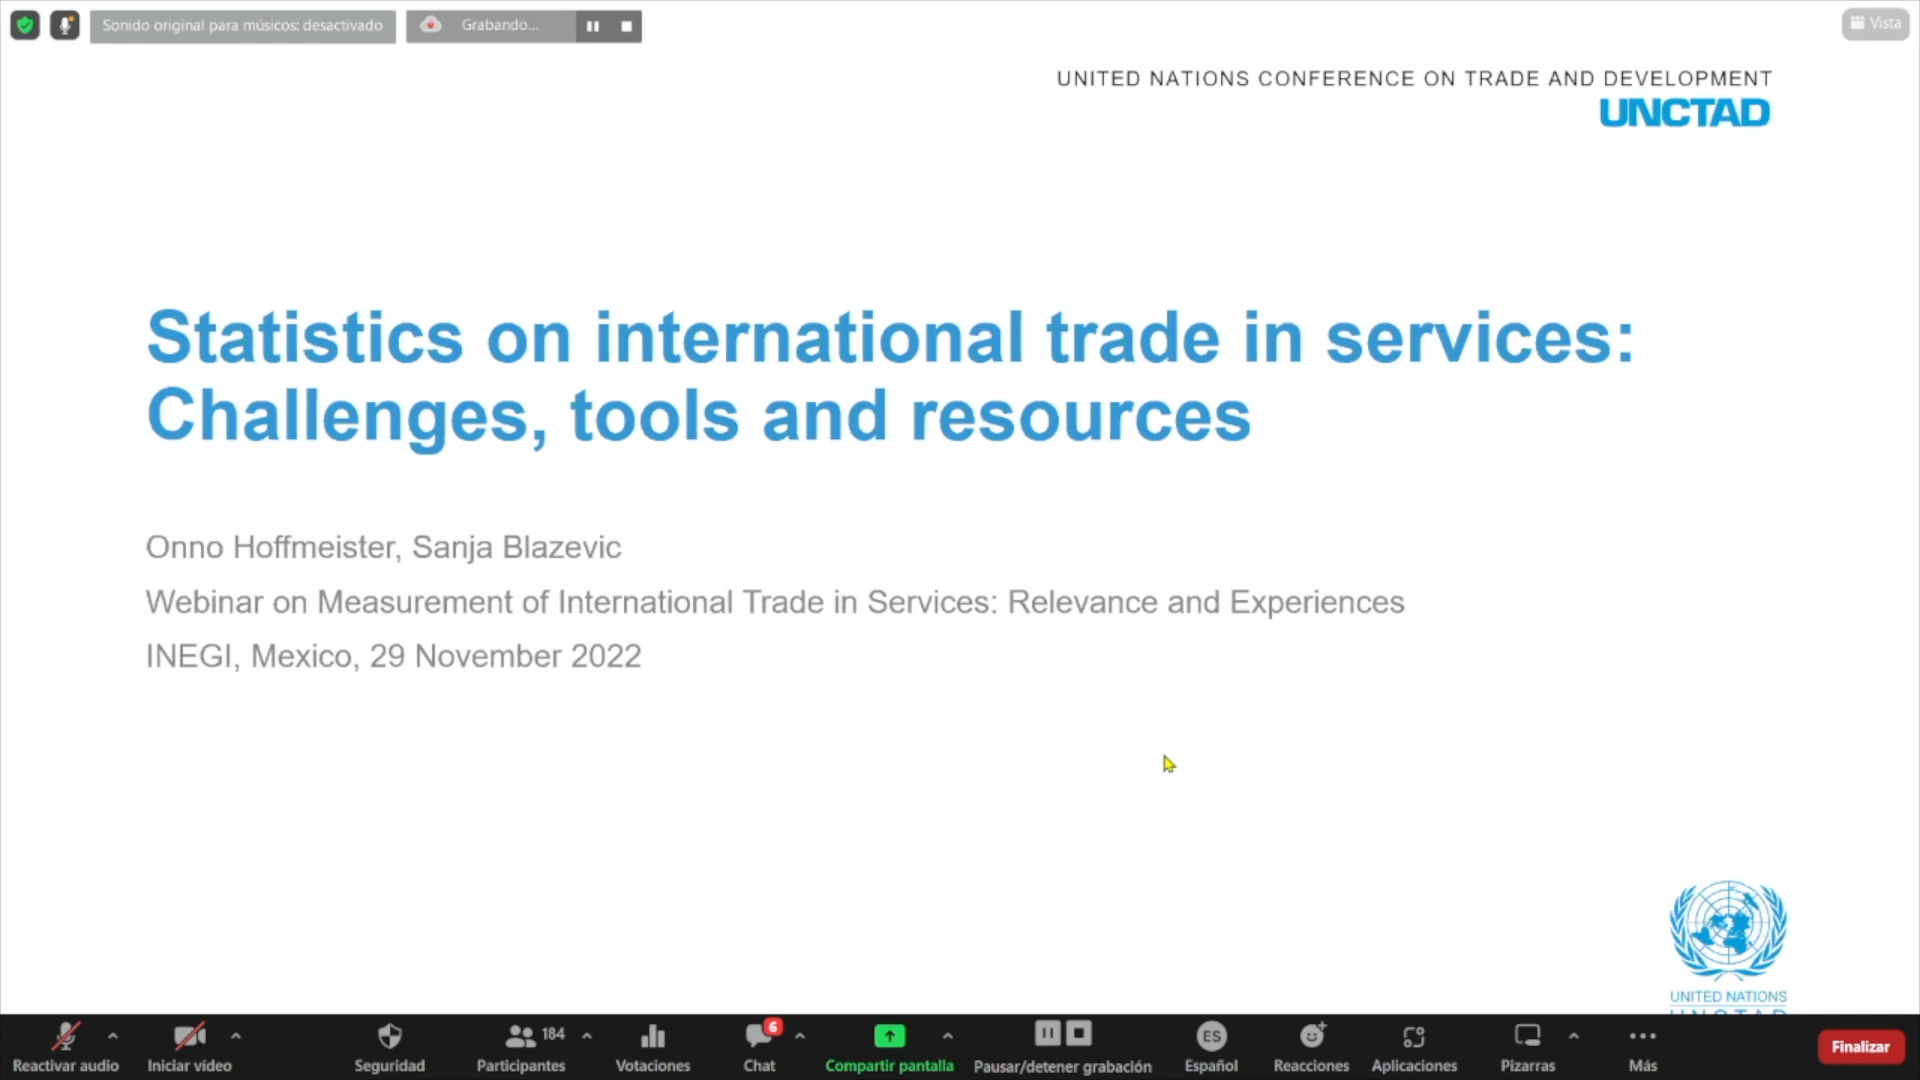 Sonido original para músicos: desactivado
Grabando...
Vista
UNITED NATIONS CONFERENCE ON TRADE AND DEVELOPMENT
UNCTAD
Statistics on international trade in services:
Challenges, tools and resources
Onno Hoffmeister, Sanja Blazevic
Webinar on Measurement of International Trade in Services: Relevance and Experiences
INEGI, Mexico, 29 November 2022
UNITED NATIONS
UNCTAD
184
6
ES
Reactivar audio
Iniciar vídeo
Seguridad
Participantes
Votaciones
Chat
Compartir pantalla
Pausar/detener grabación
Español
Reacciones
Aplicaciones
Pizarras
Más
Finalizar